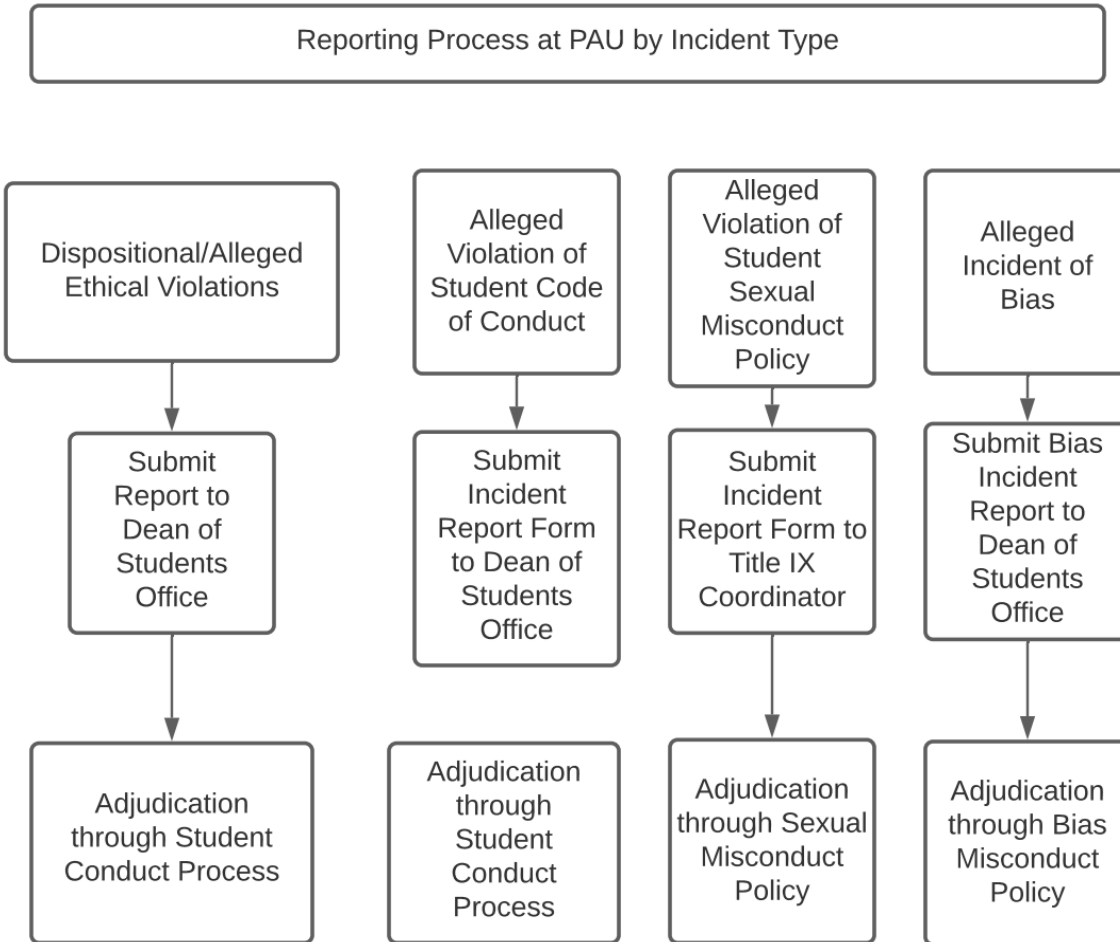 Reporting Process at PAU by Incident Type
Dispositional/Alleged
Ethical Violations
Alleged
Violation of
Student Code
of Conduct
Alleged
Violation of
Student
Sexual
Misconduct
Policy
Alleged
Incident of
Bias
Submit
Report to
Dean of
Students
Office
Submit
Incident
Report Form
to Dean of
Students
Office
Submit
Incident
Report Form to
Title IX
Coordinator
Submit Bias
Incident
Report to
Dean of
Students
Office
Adjudication
through Student
Conduct Process
Adjudication
through
Student
Conduct
Process
Adjudication
through Sexual
Misconduct
Policy
Adjudication
through Bias
Misconduct
Policy